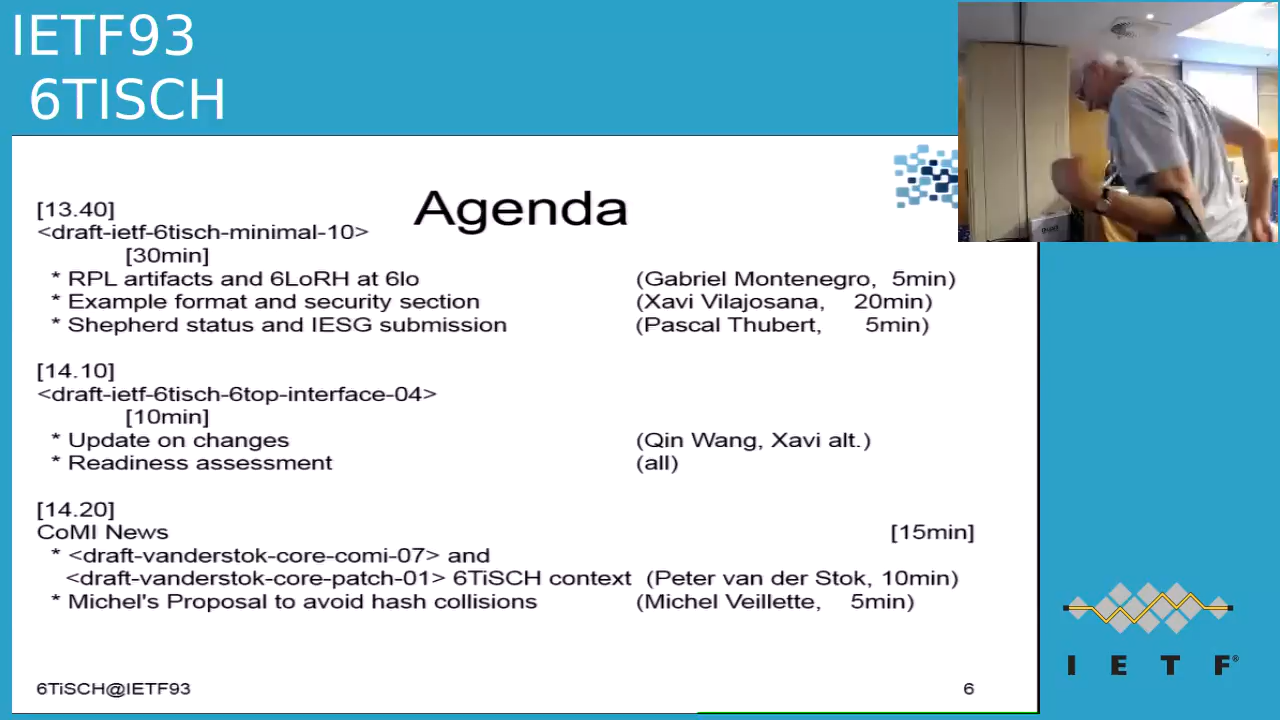 IETF93
6TISCH
Agenda
[13.40]
<draft-ietf-6tisch-minimal-10>
[30min]
* RPL artifacts and 6LoRH at 6lo (Gabriel Montenegro, 5min)
* Example format and security section (Xavi Vilajosana, 20min)
* Shepherd status and IESG submission (Pascal Thubert, 5min)
[14.10]
<draft-ietf-6tisch-6top-interface-04>
[10min]
* Update on changes (Qin Wang, Xavi alt.)
* Readiness assessment (all)
[14.20]
CoMI News [15min]
* <draft-vanderstok-core-comi-07> and
<draft-vanderstok-core-patch-01> 6TiSCH context (Peter van der Stok, 10min)
* Michel's Proposal to avoid hash collisions (Michel Veillette, 5min)
6TiSCH@IETF93 6
I E T F®